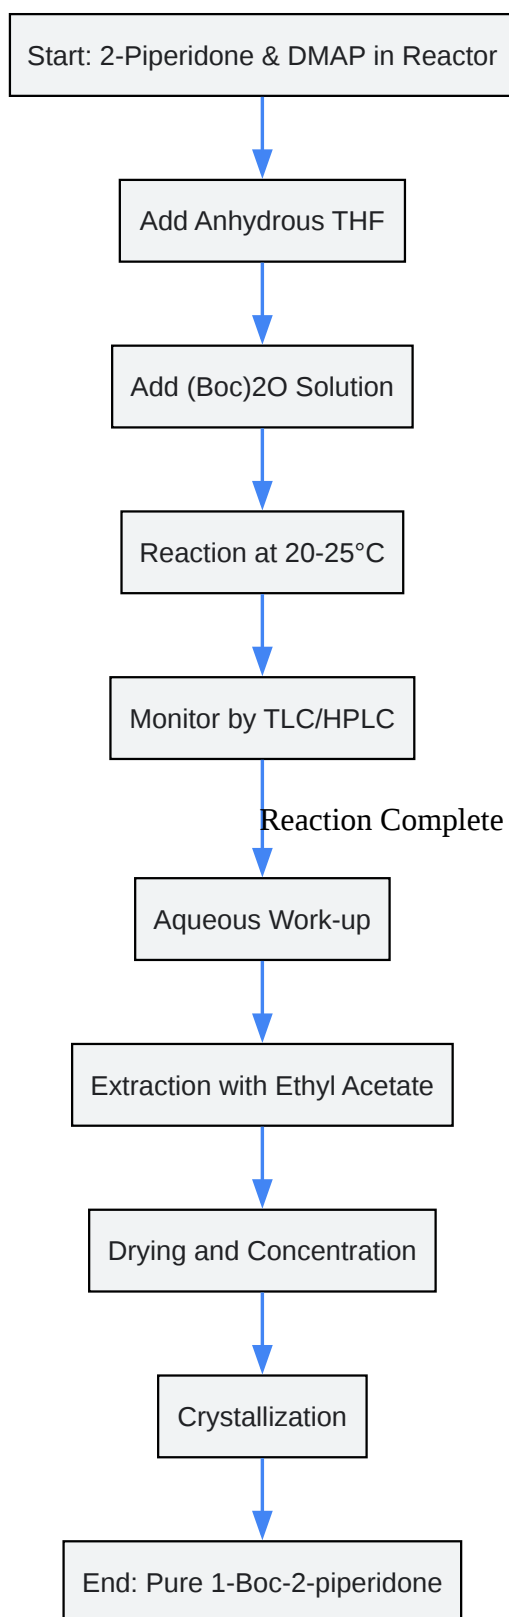 Start: 2-Piperidone & DMAP in Reactor
Add Anhydrous THF
Add (Boc)2O Solution
Reaction at 20-25°C
Monitor by TLC/HPLC
Reaction Complete
Aqueous Work-up
Extraction with Ethyl Acetate
Drying and Concentration
Crystallization
End: Pure 1-Boc-2-piperidone